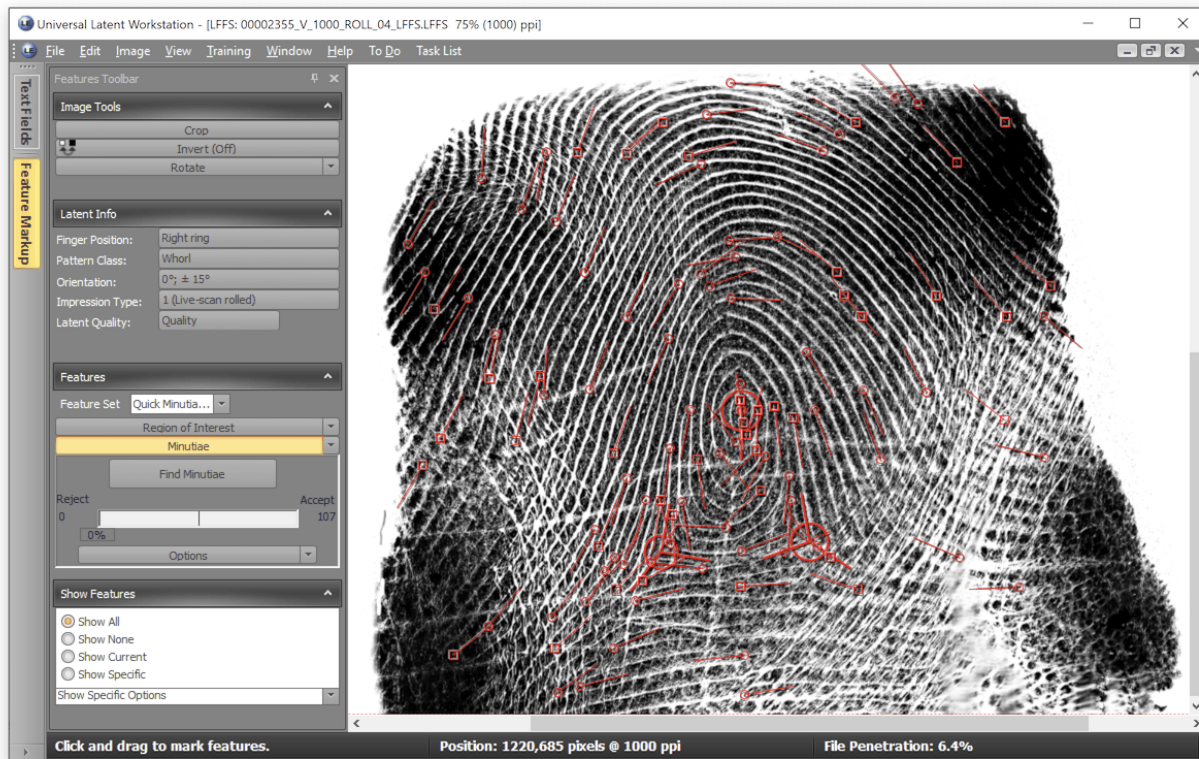 Universal Latent Workstation - [LFFS: 00002355_V_1000_ROLL_04_LFFS.LFFS 75% (1000) ppi]
File Edit Image View Training Window Help To Do Task List
Text Fields
Feature Markup
Features Toolbar
Image Tools
Crop
Invert (Off)
Rotate
Latent Info
Finger Position: Right ring
Pattern Class: Whorl
Orientation: 0°; ± 15°
Impression Type: 1 (Live-scan rolled)
Latent Quality: Quality
Features
Feature Set Quick Minutia...
Region of Interest
Minutiae
Find Minutiae
Reject Accept
0 107
0%
Options
Show Features
Show All
Show None
Show Current
Show Specific
Show Specific Options
Click and drag to mark features. Position: 1220,685 pixels @ 1000 ppi File Penetration: 6.4%